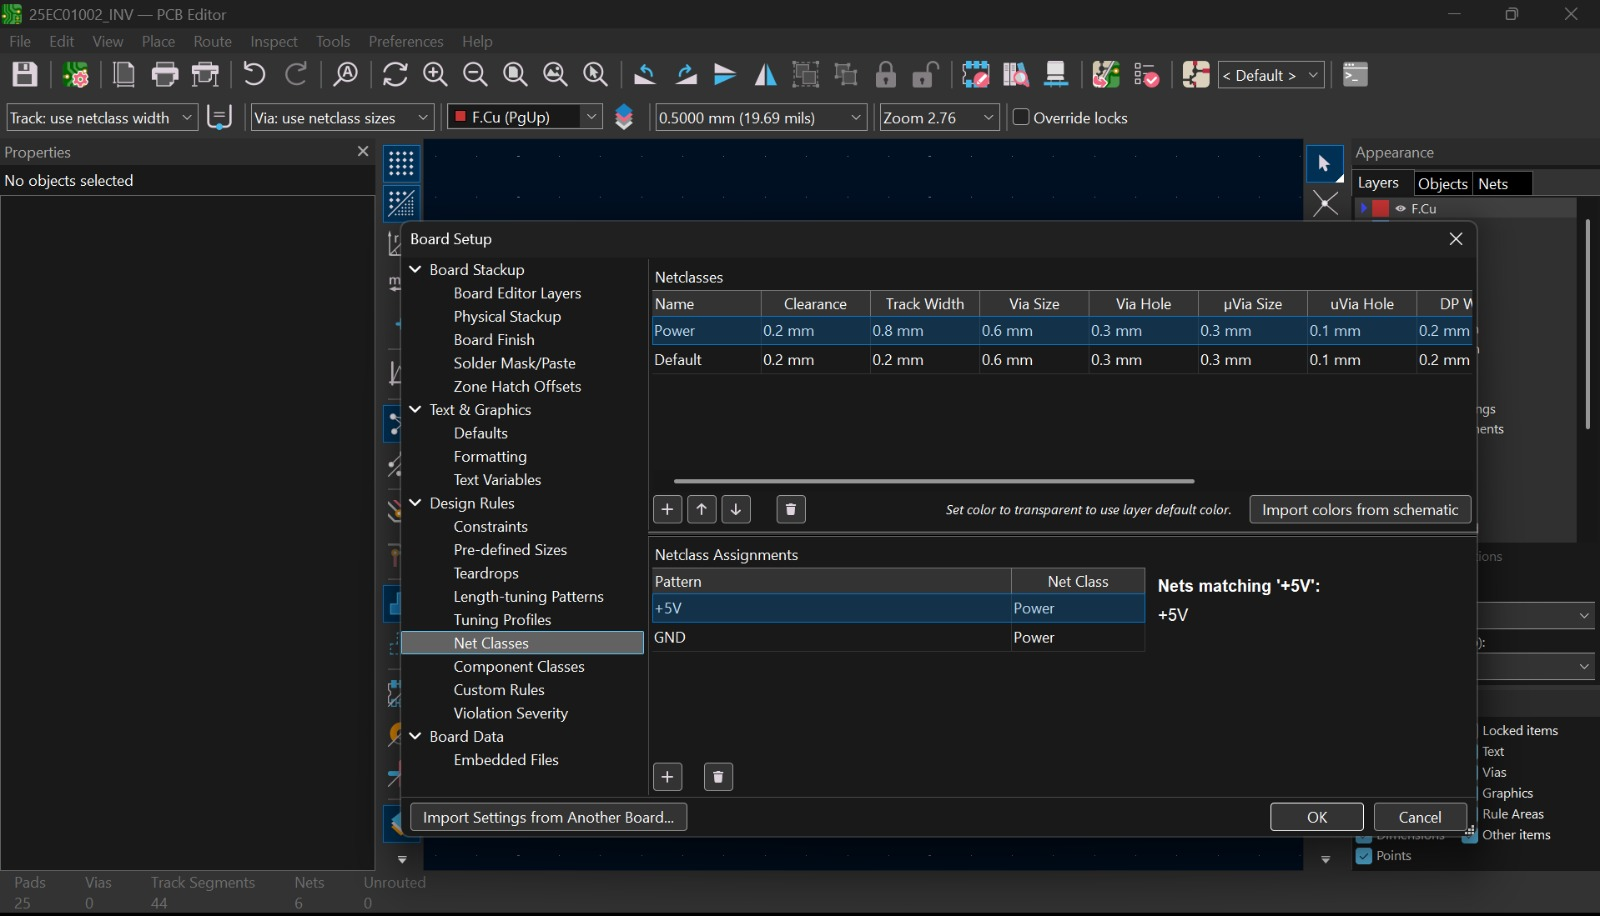 25EC01002_INV — PCB Editor
File Edit View Place Route Inspect Tools Preferences Help
< Default >
Track: use netclass width Via: use netclass sizes F.Cu (PgUp) 0.5000 mm (19.69 mils) Zoom 2.76 Override locks
Properties
No objects selected
Appearance
Layers Objects Nets
F.Cu
Board Setup
Board Stackup
Board Editor Layers
Physical Stackup
Board Finish
Solder Mask/Paste
Zone Hatch Offsets
Text & Graphics
Defaults
Formatting
Text Variables
Design Rules
Constraints
Pre-defined Sizes
Teardrops
Length-tuning Patterns
Tuning Profiles
Net Classes
Component Classes
Custom Rules
Violation Severity
Board Data
Embedded Files
Netclasses
Name Clearance Track Width Via Size Via Hole µVia Size uVia Hole DP W
Power 0.2 mm 0.8 mm 0.6 mm 0.3 mm 0.3 mm 0.1 mm 0.2 mm
Default 0.2 mm 0.2 mm 0.6 mm 0.3 mm 0.3 mm 0.1 mm 0.2 mm
Set color to transparent to use layer default color. Import colors from schematic
Netclass Assignments
Pattern Net Class
+5V Power
GND Power
Nets matching '+5V':
+5V
Import Settings from Another Board... OK Cancel
Locked items
Text
Vias
Graphics
Rule Areas
Dimensions Other items
Points
Pads Vias Track Segments Nets Unrouted
25 0 44 6 0